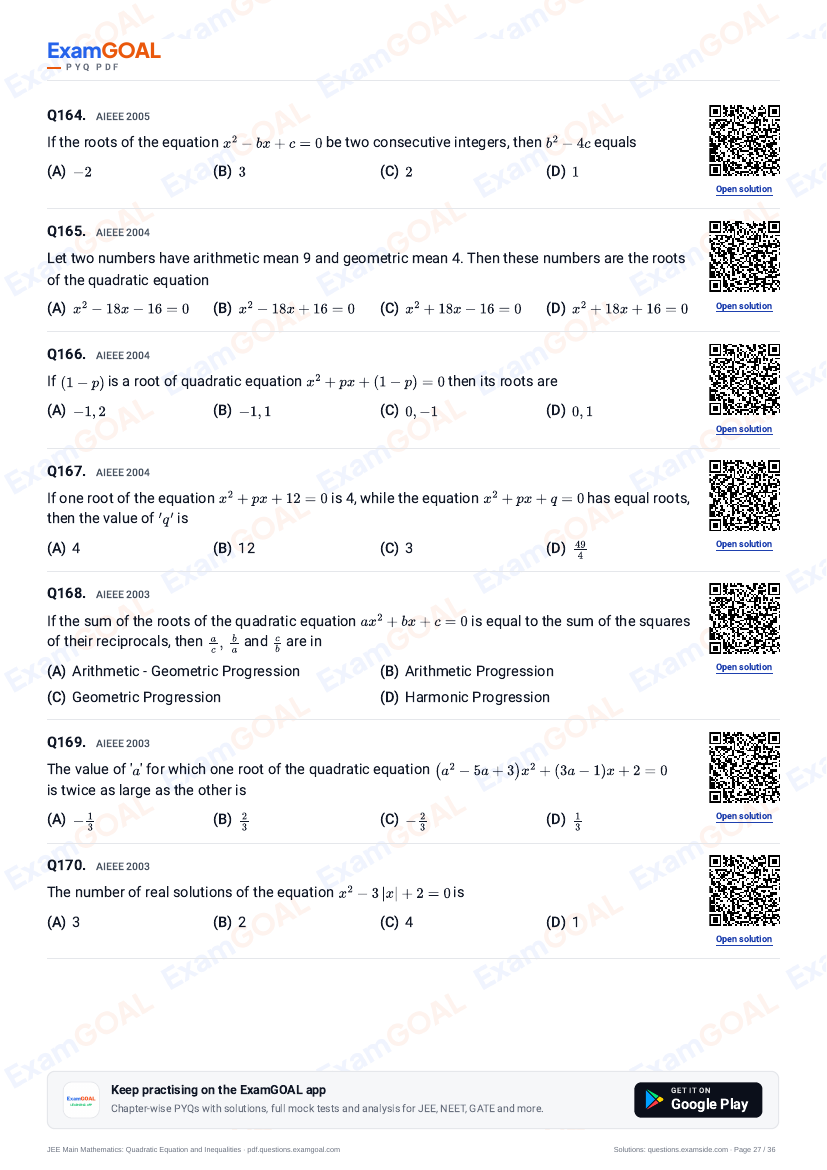 ExamGOAL
PYQ PDF
Q164. AIEEE 2005
If the roots of the equation x² − bx + c = 0 be two consecutive integers, then b² − 4c equals
(A) −2 (B) 3 (C) 2 (D) 1
Open solution
Q165. AIEEE 2004
Let two numbers have arithmetic mean 9 and geometric mean 4. Then these numbers are the roots
of the quadratic equation
(A) x² − 18x − 16 = 0 (B) x² − 18x + 16 = 0 (C) x² + 18x − 16 = 0 (D) x² + 18x + 16 = 0
Open solution
Q166. AIEEE 2004
If (1 − p) is a root of quadratic equation x² + px + (1 − p) = 0 then its roots are
(A) −1, 2 (B) −1, 1 (C) 0, −1 (D) 0, 1
Open solution
Q167. AIEEE 2004
If one root of the equation x² + px + 12 = 0 is 4, while the equation x² + px + q = 0 has equal roots,
then the value of ′q′ is
(A) 4 (B) 12 (C) 3 (D) 49/4
Open solution
Q168. AIEEE 2003
If the sum of the roots of the quadratic equation ax² + bx + c = 0 is equal to the sum of the squares
of their reciprocals, then a/c, b/a and c/b are in
(A) Arithmetic - Geometric Progression (B) Arithmetic Progression
(C) Geometric Progression (D) Harmonic Progression
Open solution
Q169. AIEEE 2003
The value of 'a' for which one root of the quadratic equation (a² − 5a + 3)x² + (3a − 1)x + 2 = 0
is twice as large as the other is
(A) −1/3 (B) 2/3 (C) −2/3 (D) 1/3
Open solution
Q170. AIEEE 2003
The number of real solutions of the equation x² − 3 |x| + 2 = 0 is
(A) 3 (B) 2 (C) 4 (D) 1
Open solution
ExamGOAL
Keep practising on the ExamGOAL app
Chapter-wise PYQs with solutions, full mock tests and analysis for JEE, NEET, GATE and more.
GET IT ON
Google Play
JEE Main Mathematics: Quadratic Equation and Inequalities · pdf.questions.examgoal.com
Solutions: questions.examside.com · Page 27 / 36